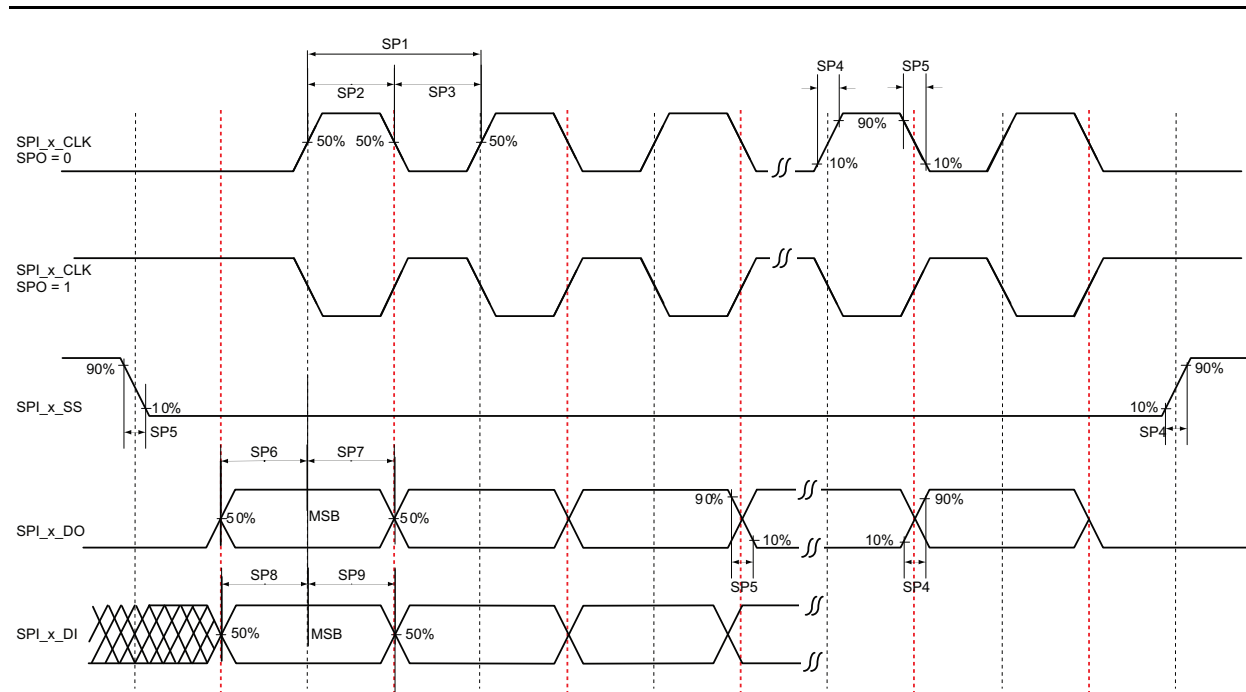 SP1
SP4 SP5
SP2 SP3
SPI_x_CLK
SPO = 0
50% 50% 50% 90%
10% 10%
SPI_x_CLK
SPO = 1
90% 90%
SPI_x_SS
10% 10%
SP5 SP4
SP6 SP7
90% 90%
SPI_x_DO
50% MSB 50%
10% 10%
SP8 SP9 SP5 SP4
SPI_x_DI
50% MSB 50%